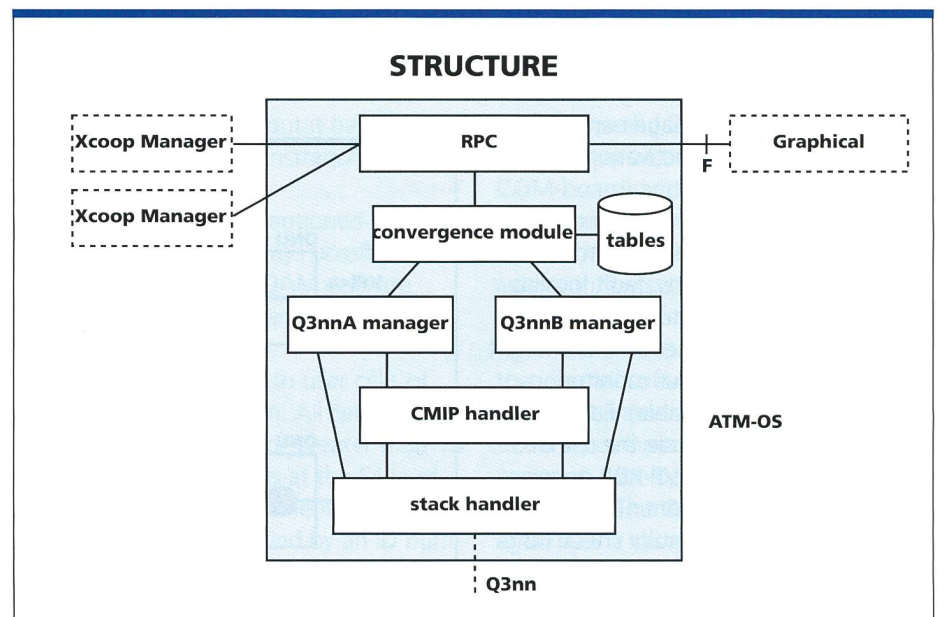 STRUCTURE
Xcoop Manager
RPC
Graphical
F
Xcoop Manager
convergence module
tables
Q3nnA manager
Q3nnB manager
CMIP handler
ATM-OS
stack handler
Q3nn